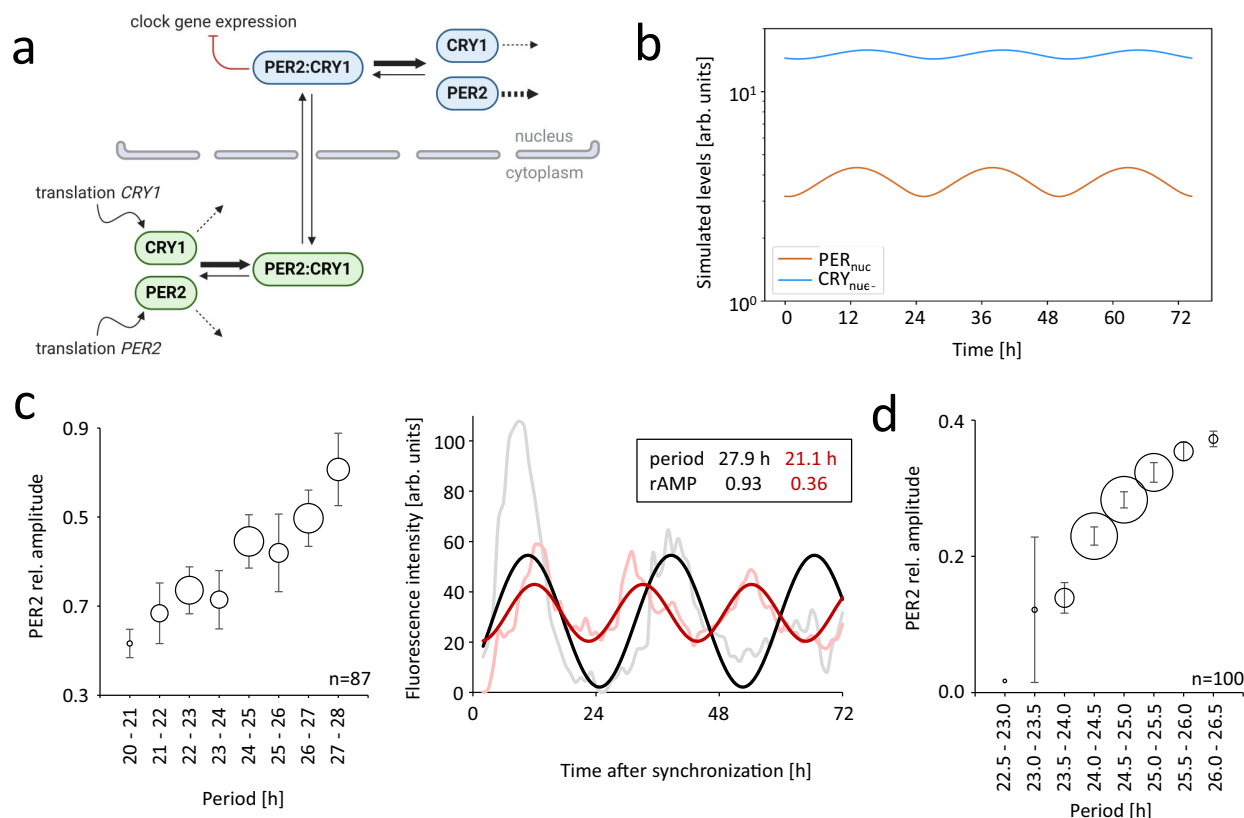 a
clock gene expression
PER2:CRY1
CRY1
PER2
nucleus
cytoplasm
translation CRY1
CRY1
PER2
PER2:CRY1
translation PER2
b
Simulated levels [arb. units]
10¹
10⁰
PERnuc
CRYnuc-
0 12 24 36 48 60 72
Time [h]
c
PER2 rel. amplitude
0.9
0.5
0.7
0.3
n=87
20 - 21
21 - 22
22 - 23
23 - 24
24 - 25
25 - 26
26 - 27
27 - 28
Period [h]
Fluorescence intensity [arb. units]
100
80
60
40
20
0
period 27.9 h 21.1 h
rAMP 0.93 0.36
0 24 48 72
Time after synchronization [h]
d
PER2 rel. amplitude
0.4
0.2
0.0
n=100
22.5 - 23.0
23.0 - 23.5
23.5 - 24.0
24.0 - 24.5
24.5 - 25.0
25.0 - 25.5
25.5 - 26.0
26.0 - 26.5
Period [h]